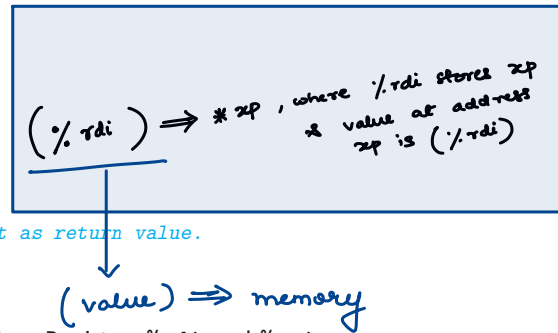 (%rdi) ⇒ *xp , where %rdi stores xp
& value at address
xp is (%rdi)
t as return value.
(value) ⇒ memory